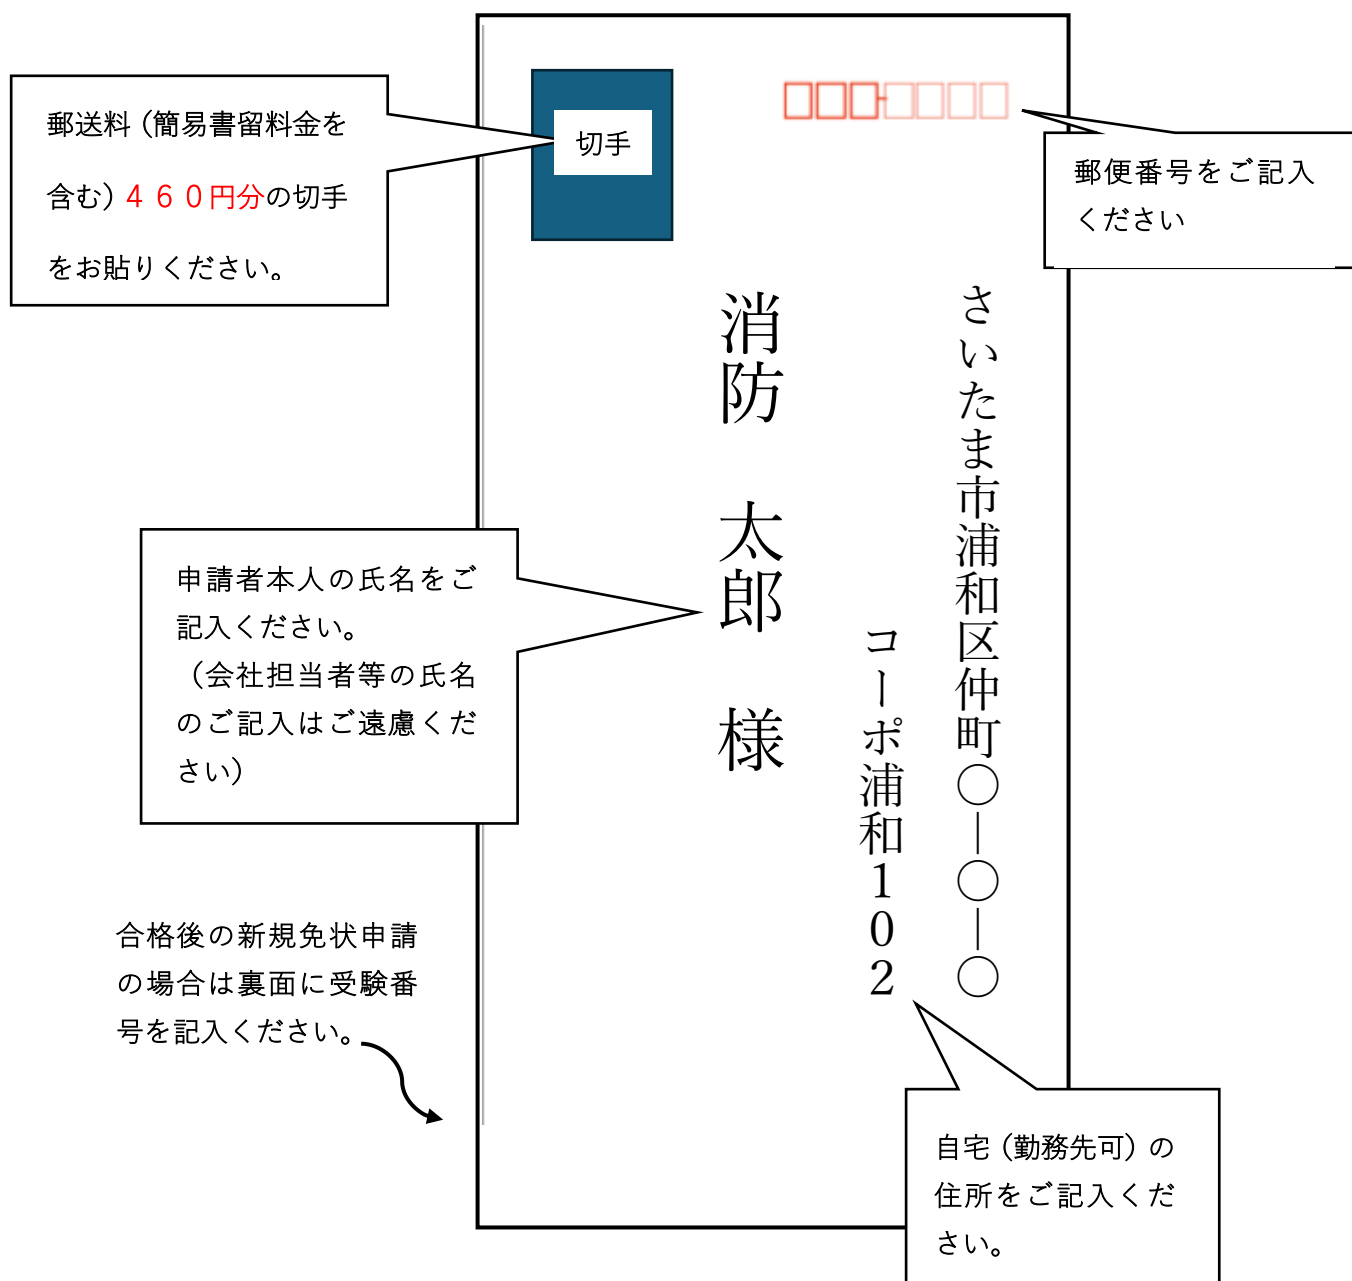 郵送料（簡易書留料金を
含む）４６０円分の切手
をお貼りください。
切手
郵便番号をご記入
ください
さいたま市浦和区仲町〇―〇―〇
コーポ浦和１０２
消防　太郎　様
申請者本人の氏名をご
記入ください。
（会社担当者等の氏名
のご記入はご遠慮くだ
さい）
合格後の新規免状申請
の場合は裏面に受験番
号を記入ください。
自宅（勤務先可）の
住所をご記入くだ
さい。